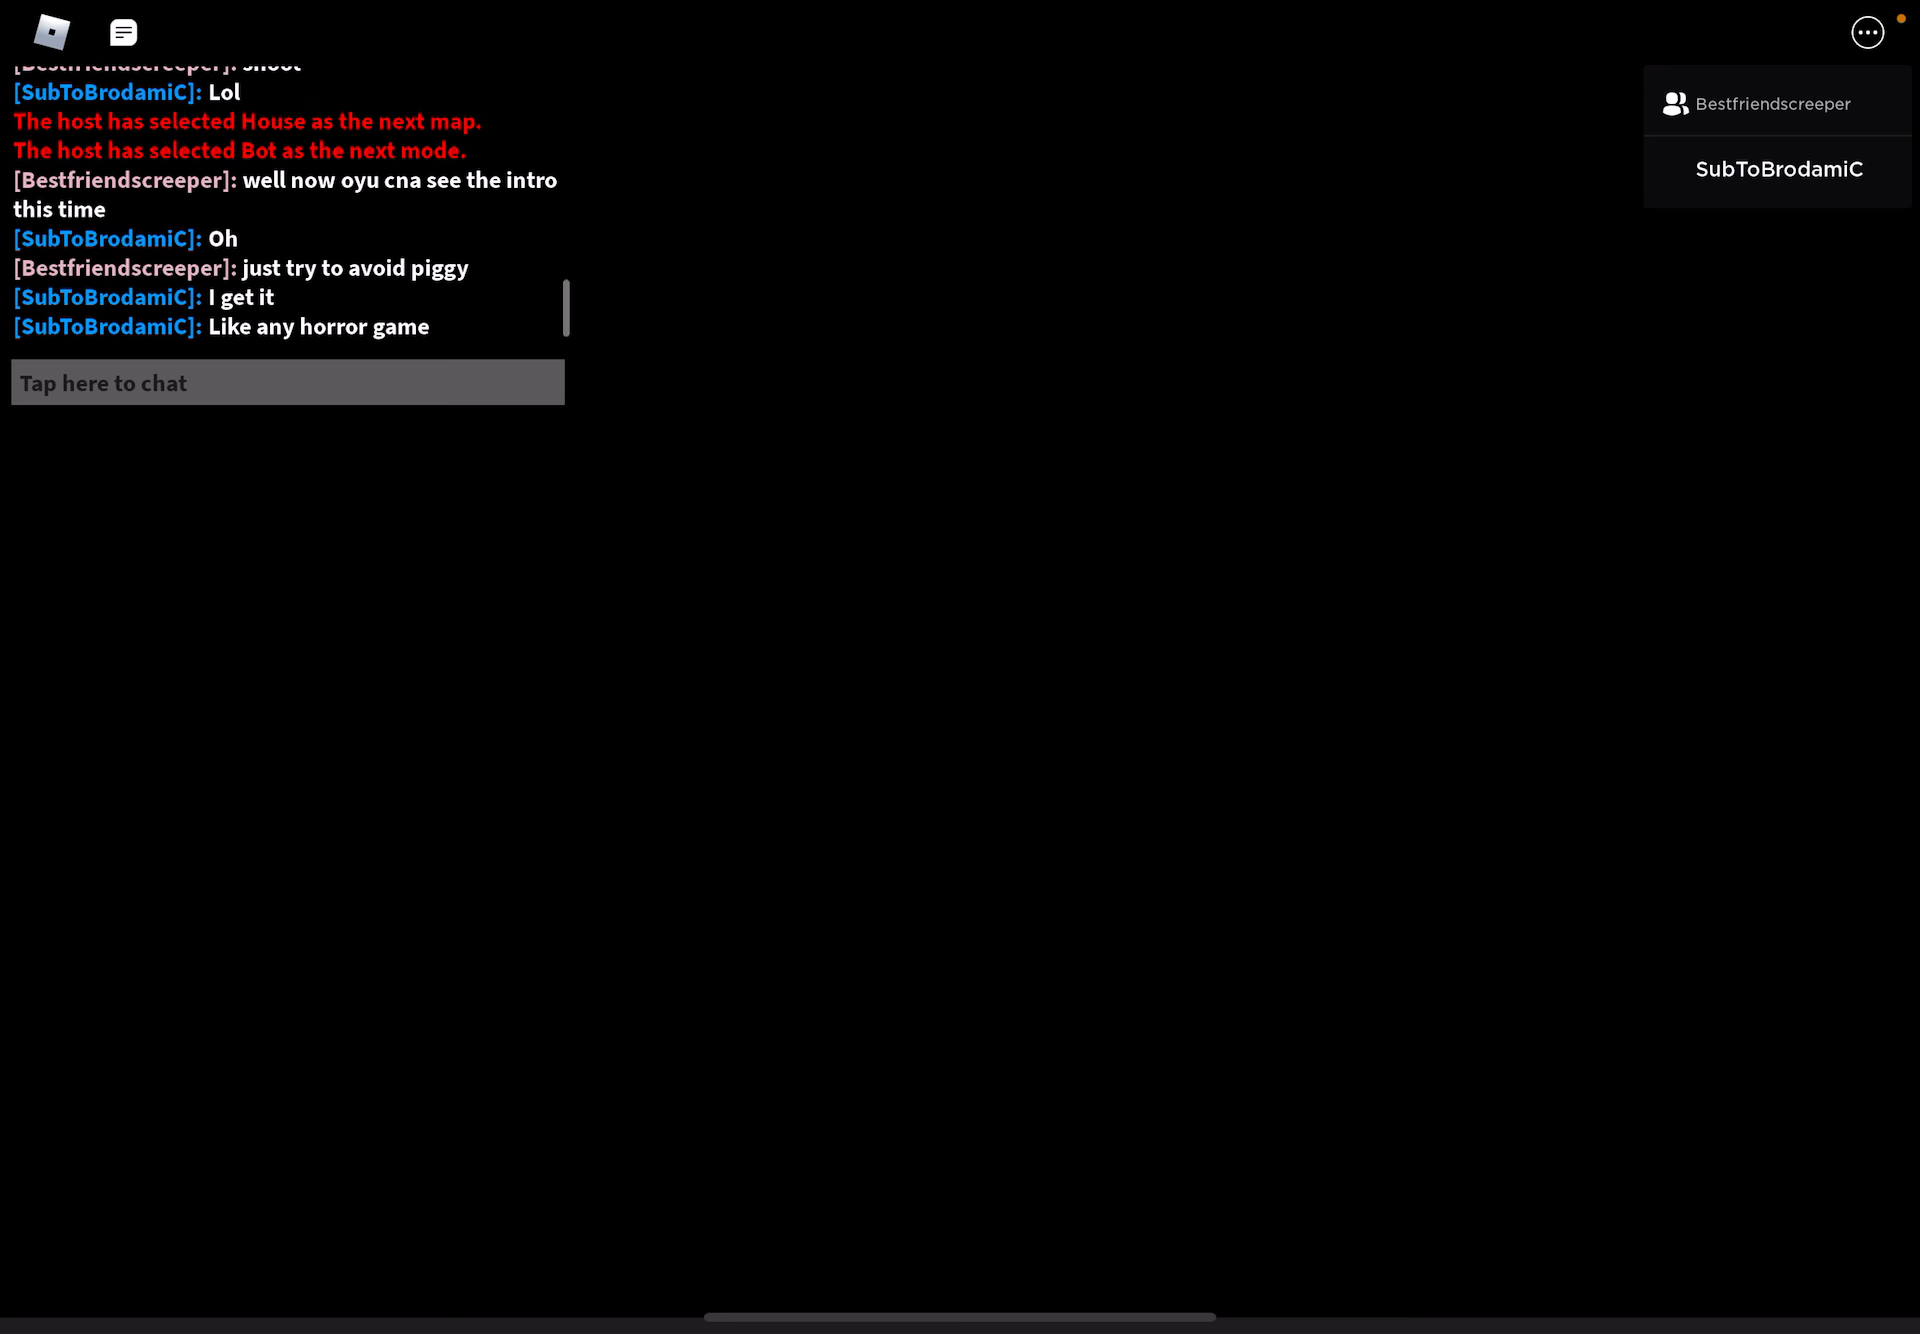 [Bestfriendscreeper]: shoot
[SubToBrodamiC]: Lol
The host has selected House as the next map.
The host has selected Bot as the next mode.
[Bestfriendscreeper]: well now oyu cna see the intro
this time
[SubToBrodamiC]: Oh
[Bestfriendscreeper]: just try to avoid piggy
[SubToBrodamiC]: I get it
[SubToBrodamiC]: Like any horror game
Tap here to chat
Bestfriendscreeper
SubToBrodamiC